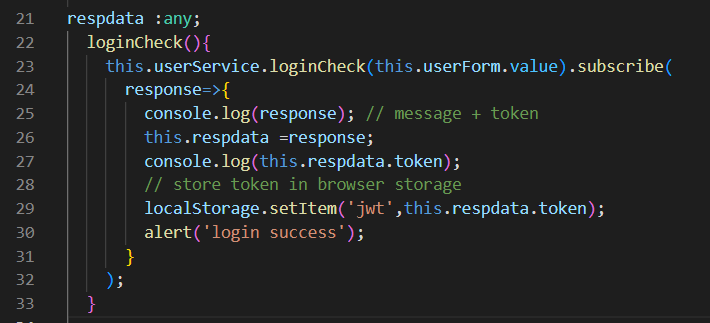 21 respdata :any;
22 loginCheck(){
23 this.userService.loginCheck(this.userForm.value).subscribe(
24 response=>{
25 console.log(response); // message + token
26 this.respdata =response;
27 console.log(this.respdata.token);
28 // store token in browser storage
29 localStorage.setItem('jwt',this.respdata.token);
30 alert('login success');
31 }
32 );
33 }